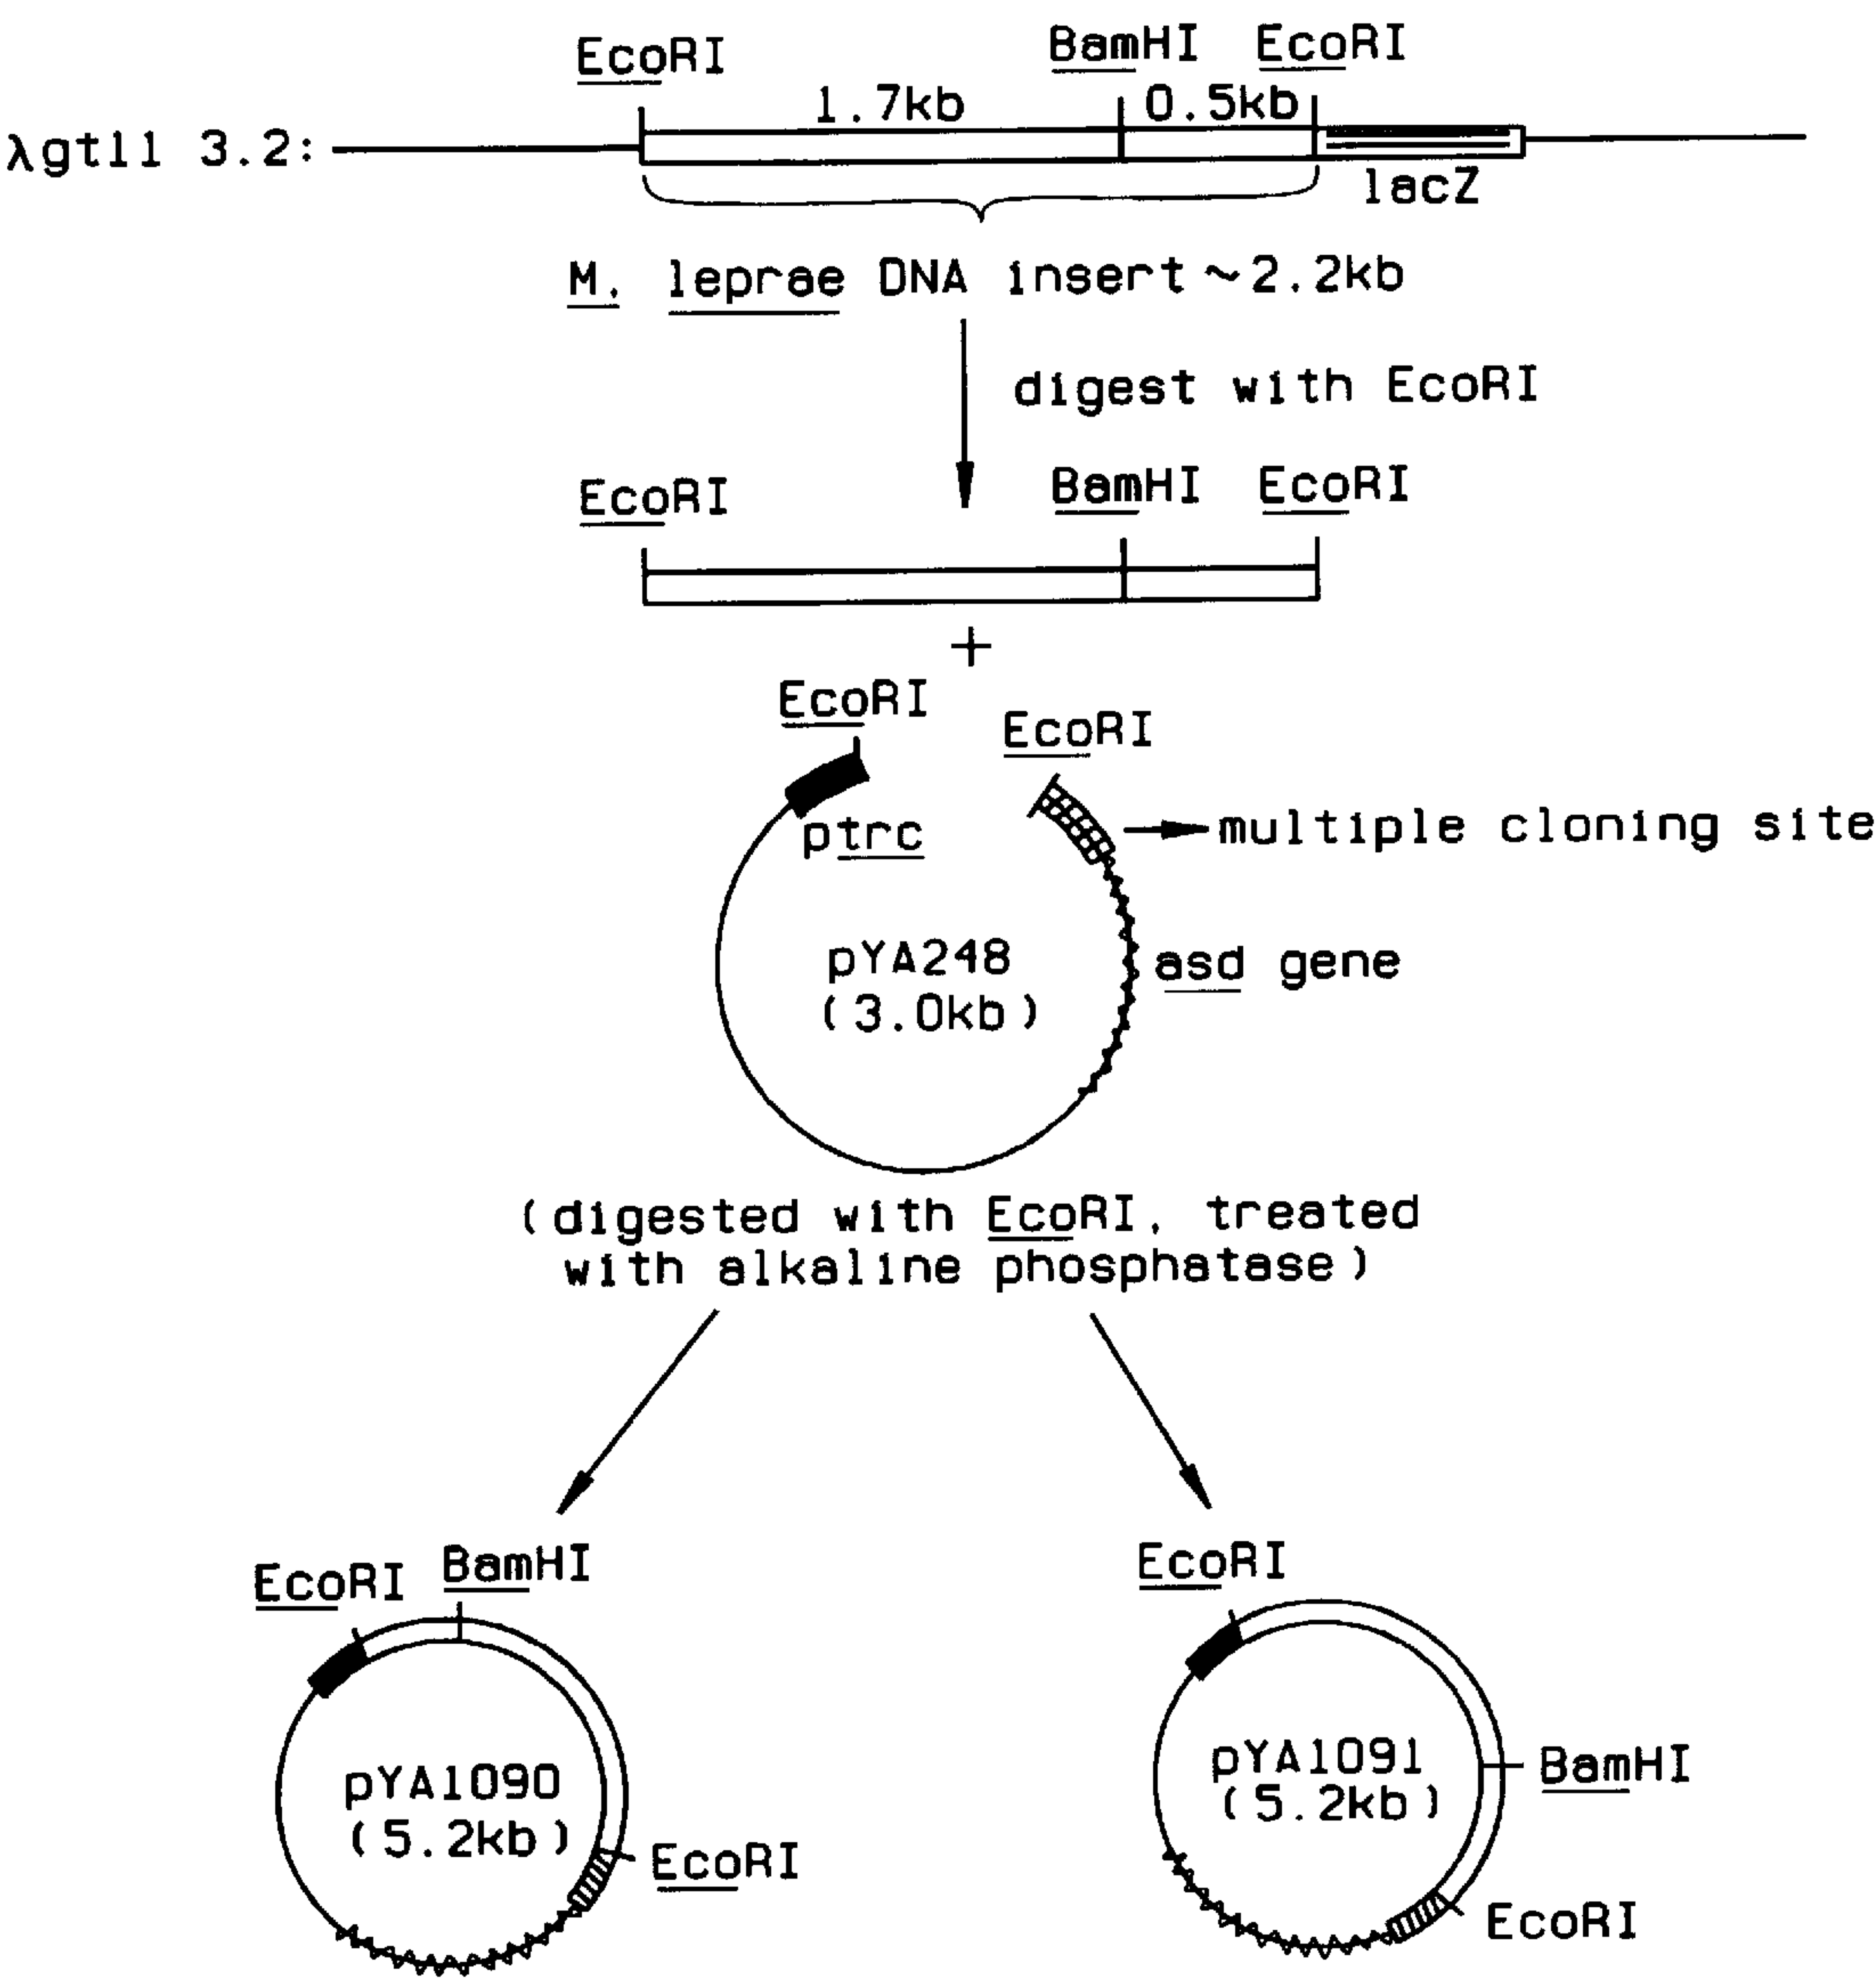 EcoRI BamHI EcoRI
1.7kb 0.5kb
λgt11 3.2:
lacZ
M. leprae DNA insert ~2.2kb
digest with EcoRI
EcoRI BamHI EcoRI
+
EcoRI EcoRI
ptrc multiple cloning site
pYA248
(3.0kb)
asd gene
(digested with EcoRI, treated
with alkaline phosphatase)
EcoRI BamHI
pYA1090
(5.2kb)
EcoRI
EcoRI
pYA1091
(5.2kb)
BamHI
EcoRI